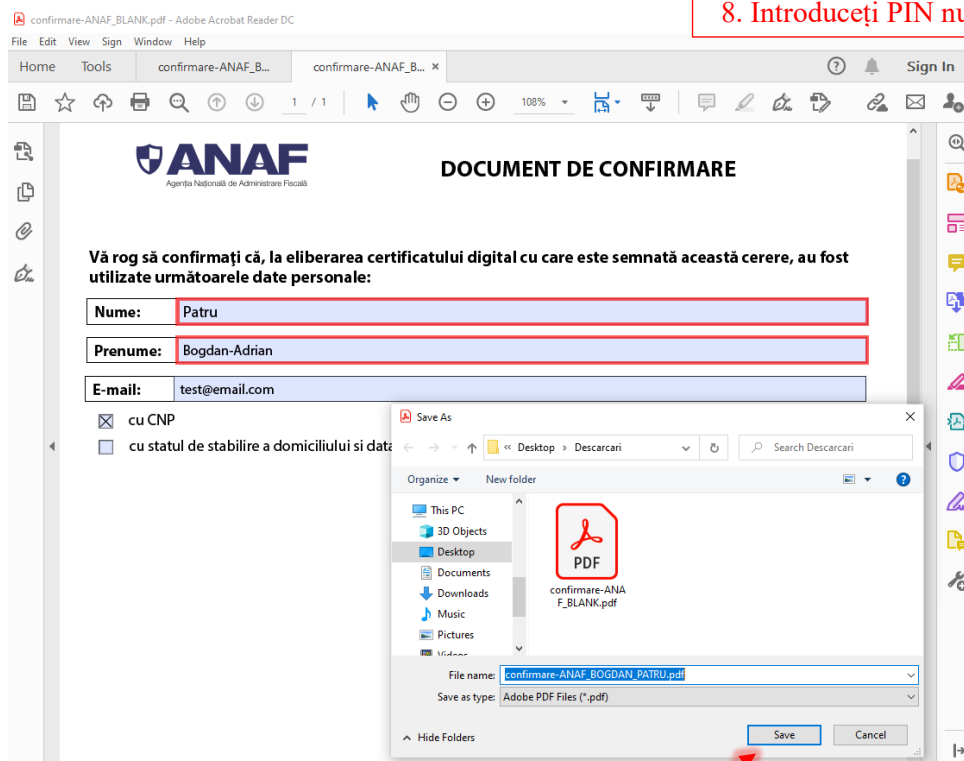 8. Introduceți PIN nu
confirmare-ANAF_BLANK.pdf - Adobe Acrobat Reader DC
File Edit View Sign Window Help
Home Tools confirmare-ANAF_B... confirmare-ANAF_B... × Sign In
1 / 1 108%
ANAF
Agenția Națională de Administrare Fiscală
DOCUMENT DE CONFIRMARE
Vă rog să confirmați că, la eliberarea certificatului digital cu care este semnată această cerere, au fost
utilizate următoarele date personale:
Nume: Patru
Prenume: Bogdan-Adrian
E-mail: test@email.com
cu CNP
cu statul de stabilire a domiciliului si data
Save As
« Desktop › Descarcari
Search Descarcari
Organize New folder
This PC
3D Objects
Desktop
Documents
Downloads
Music
Pictures
Videos
PDF
confirmare-ANA
F_BLANK.pdf
File name: confirmare-ANAF_BOGDAN_PATRU.pdf
Save as type: Adobe PDF Files (*.pdf)
Hide Folders
Save Cancel